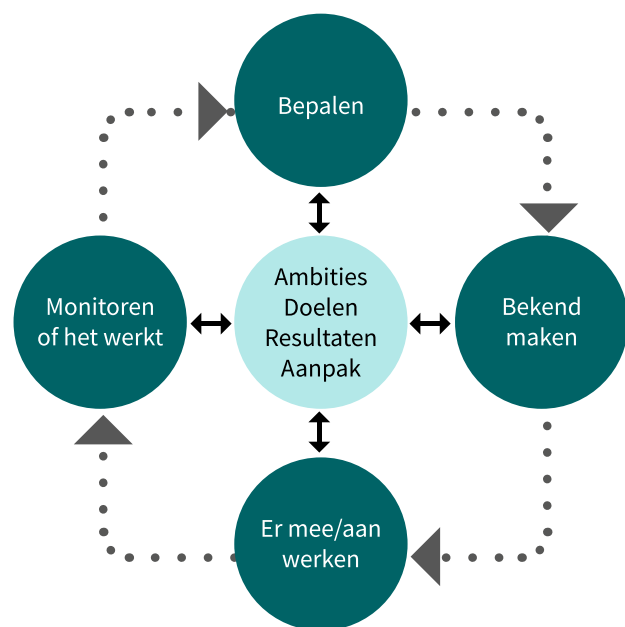 Bepalen
Monitoren
of het werkt
Ambities
Doelen
Resultaten
Aanpak
Bekend
maken
Er mee/aan
werken